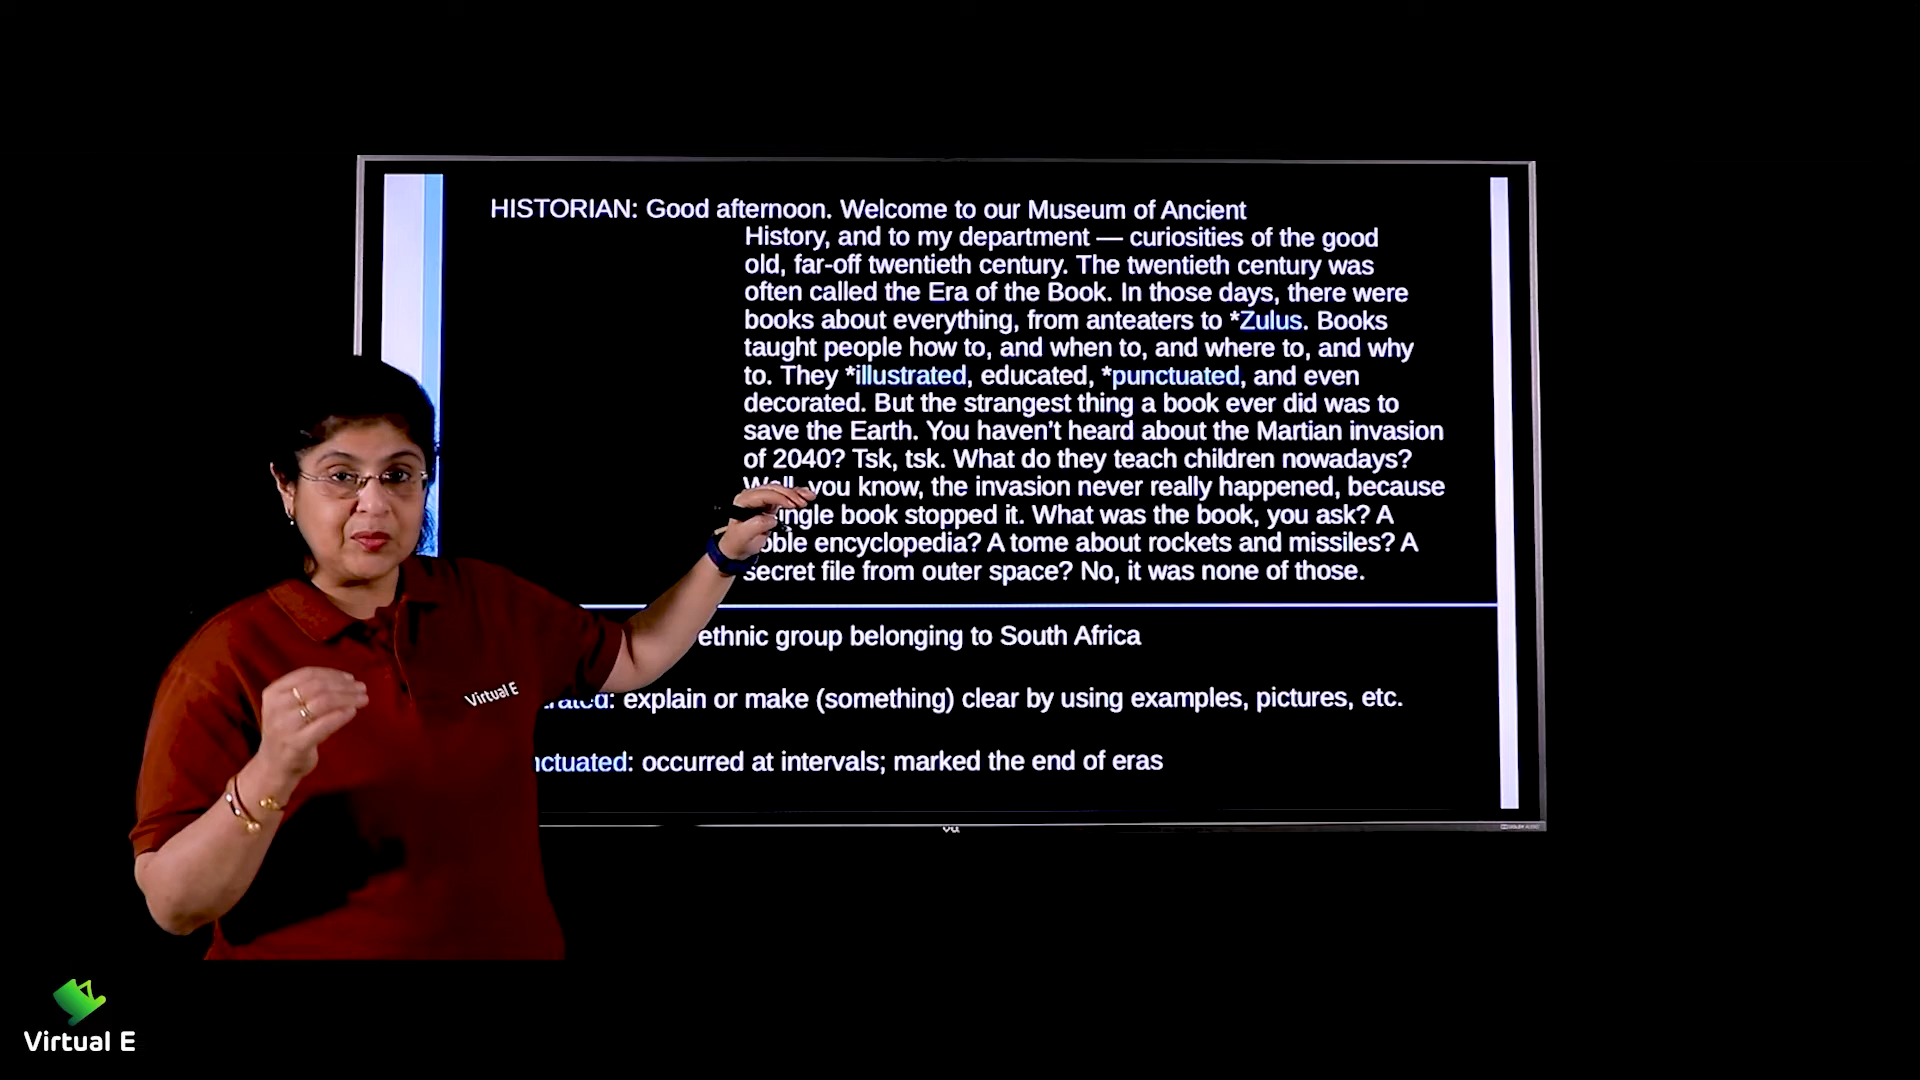 HISTORIAN: Good afternoon. Welcome to our Museum of Ancient
History, and to my department — curiosities of the good
old, far-off twentieth century. The twentieth century was
often called the Era of the Book. In those days, there were
books about everything, from anteaters to *Zulus. Books
taught people how to, and when to, and where to, and why
to. They *illustrated, educated, *punctuated, and even
decorated. But the strangest thing a book ever did was to
save the Earth. You haven't heard about the Martian invasion
of 2040? Tsk, tsk. What do they teach children nowadays?
Well, you know, the invasion never really happened, because
book stopped it. What was the book, you ask? A
encyclopedia? A tome about rockets and missiles? A
secret file from outer space? No, it was none of those.
ethnic group belonging to South Africa
explain or make (something) clear by using examples, pictures, etc.
occurred at intervals; marked the end of eras
Virtual E
Virtual E